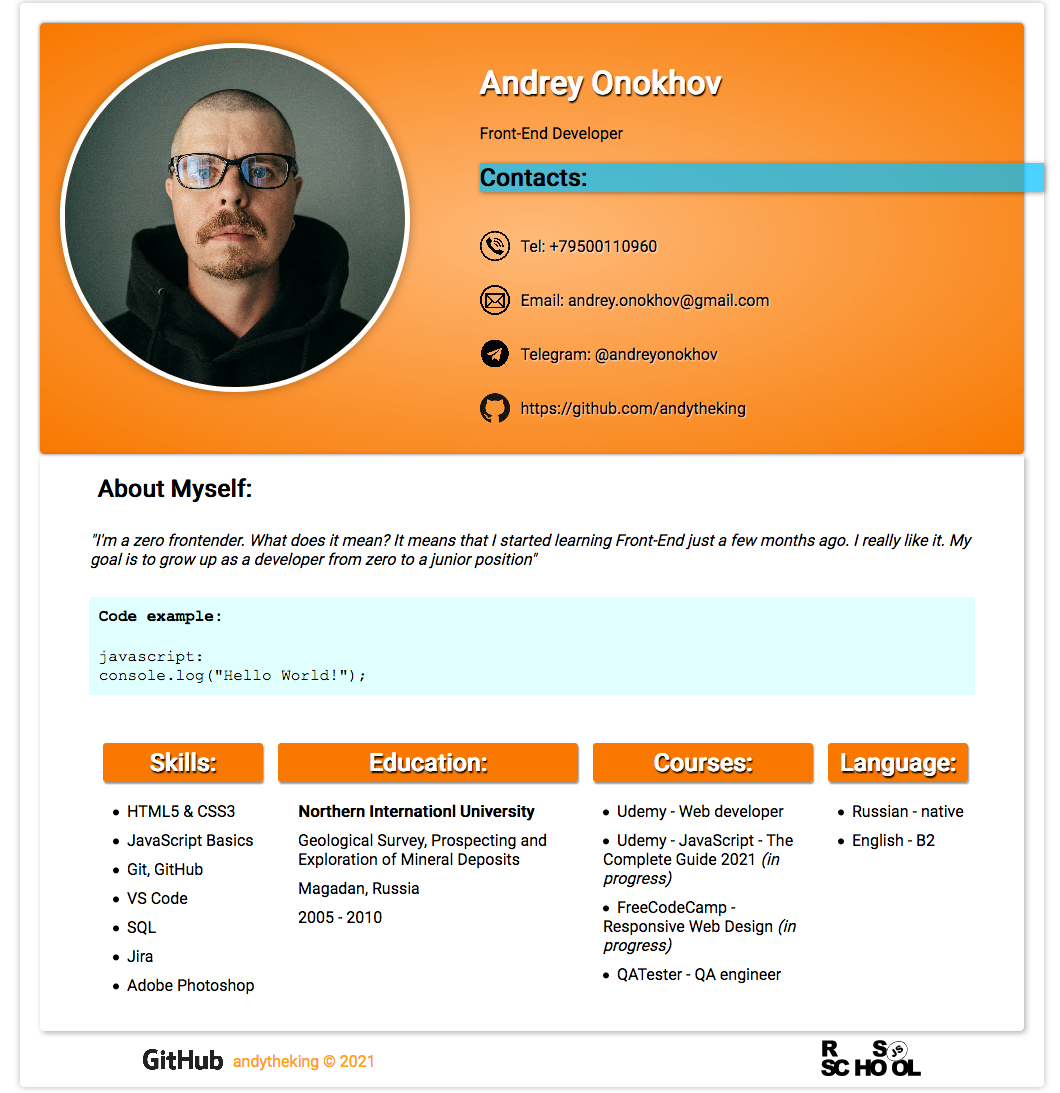 Andrey Onokhov
Front-End Developer
Contacts:
Tel: +79500110960
Email: andrey.onokhov@gmail.com
Telegram: @andreyonokhov
https://github.com/andytheking
About Myself:
"I'm a zero frontender. What does it mean? It means that I started learning Front-End just a few months ago. I really like it. My
goal is to grow up as a developer from zero to a junior position"
Code example:
javascript:
console.log("Hello World!");
Skills:
• HTML5 & CSS3
• JavaScript Basics
• Git, GitHub
• VS Code
• SQL
• Jira
• Adobe Photoshop
Education:
Northern Internationl University
Geological Survey, Prospecting and
Exploration of Mineral Deposits
Magadan, Russia
2005 - 2010
Courses:
• Udemy - Web developer
• Udemy - JavaScript - The
Complete Guide 2021 (in
progress)
• FreeCodeCamp -
Responsive Web Design (in
progress)
• QATester - QA engineer
Language:
• Russian - native
• English - B2
GitHub andytheking © 2021
R S JS
SCHOOL